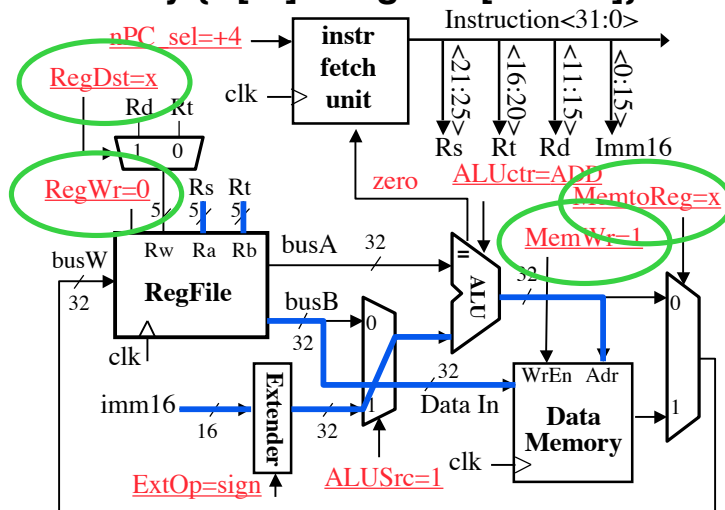 Instruction<31:0>
nPC_sel=+4
instr
fetch
unit
RegDst=x
clk
<21:25>
<16:20>
<11:15>
<0:15>
Rd
Rt
1
0
Rs
Rt
Rd
Imm16
zero
ALUctr=ADD
RegWr=0
5
Rs
5
Rt
5
MemtoReg=x
MemWr=1
Rw
Ra
Rb
busA
32
=
ALU
32
busW
32
RegFile
busB
32
0
0
clk
32
WrEn
Adr
imm16
16
Extender
32
1
Data In
Data
Memory
1
clk
ExtOp=sign
ALUSrc=1